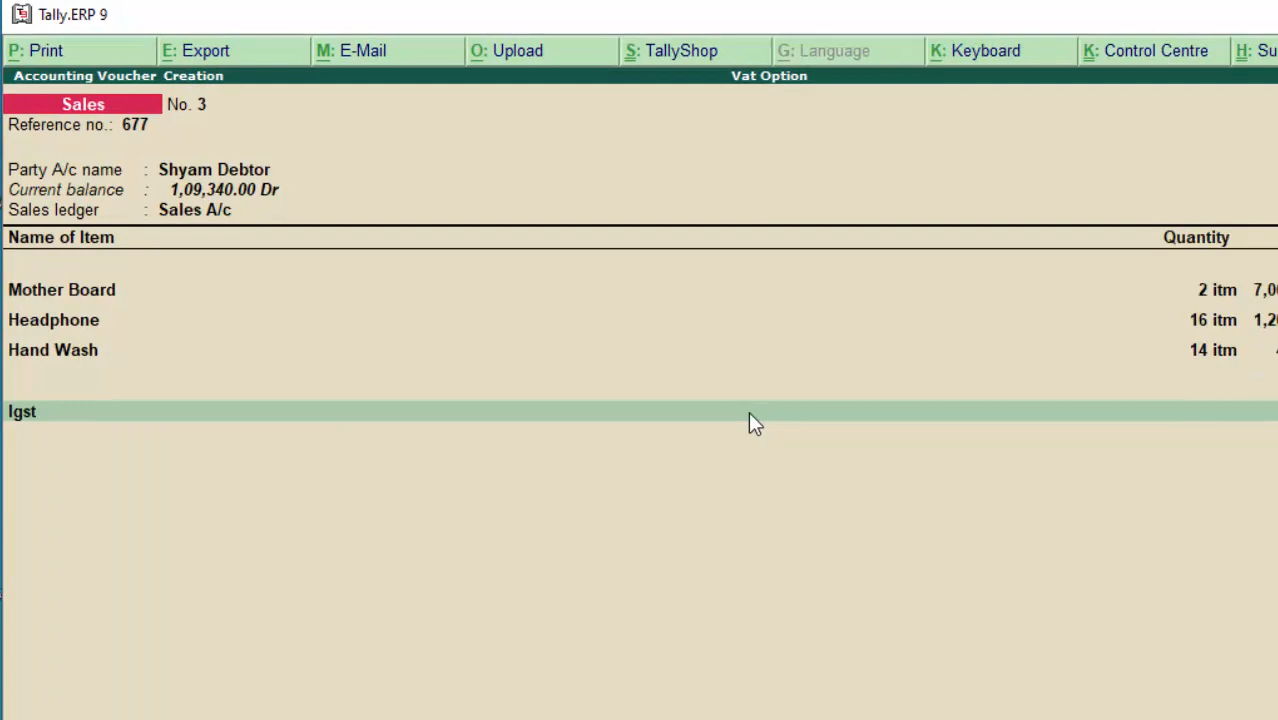 Tally.ERP 9
P: Print E: Export M: E-Mail O: Upload S: TallyShop G: Language K: Keyboard K: Control Centre H:
Accounting Voucher Creation Vat Option
Sales No. 3
Reference no.: 677
Party A/c name : Shyam Debtor
Current balance : 1,09,340.00 Dr
Sales ledger : Sales A/c
Name of Item Quantity
Mother Board 2 itm
Headphone 16 itm
Hand Wash 14 itm
Igst